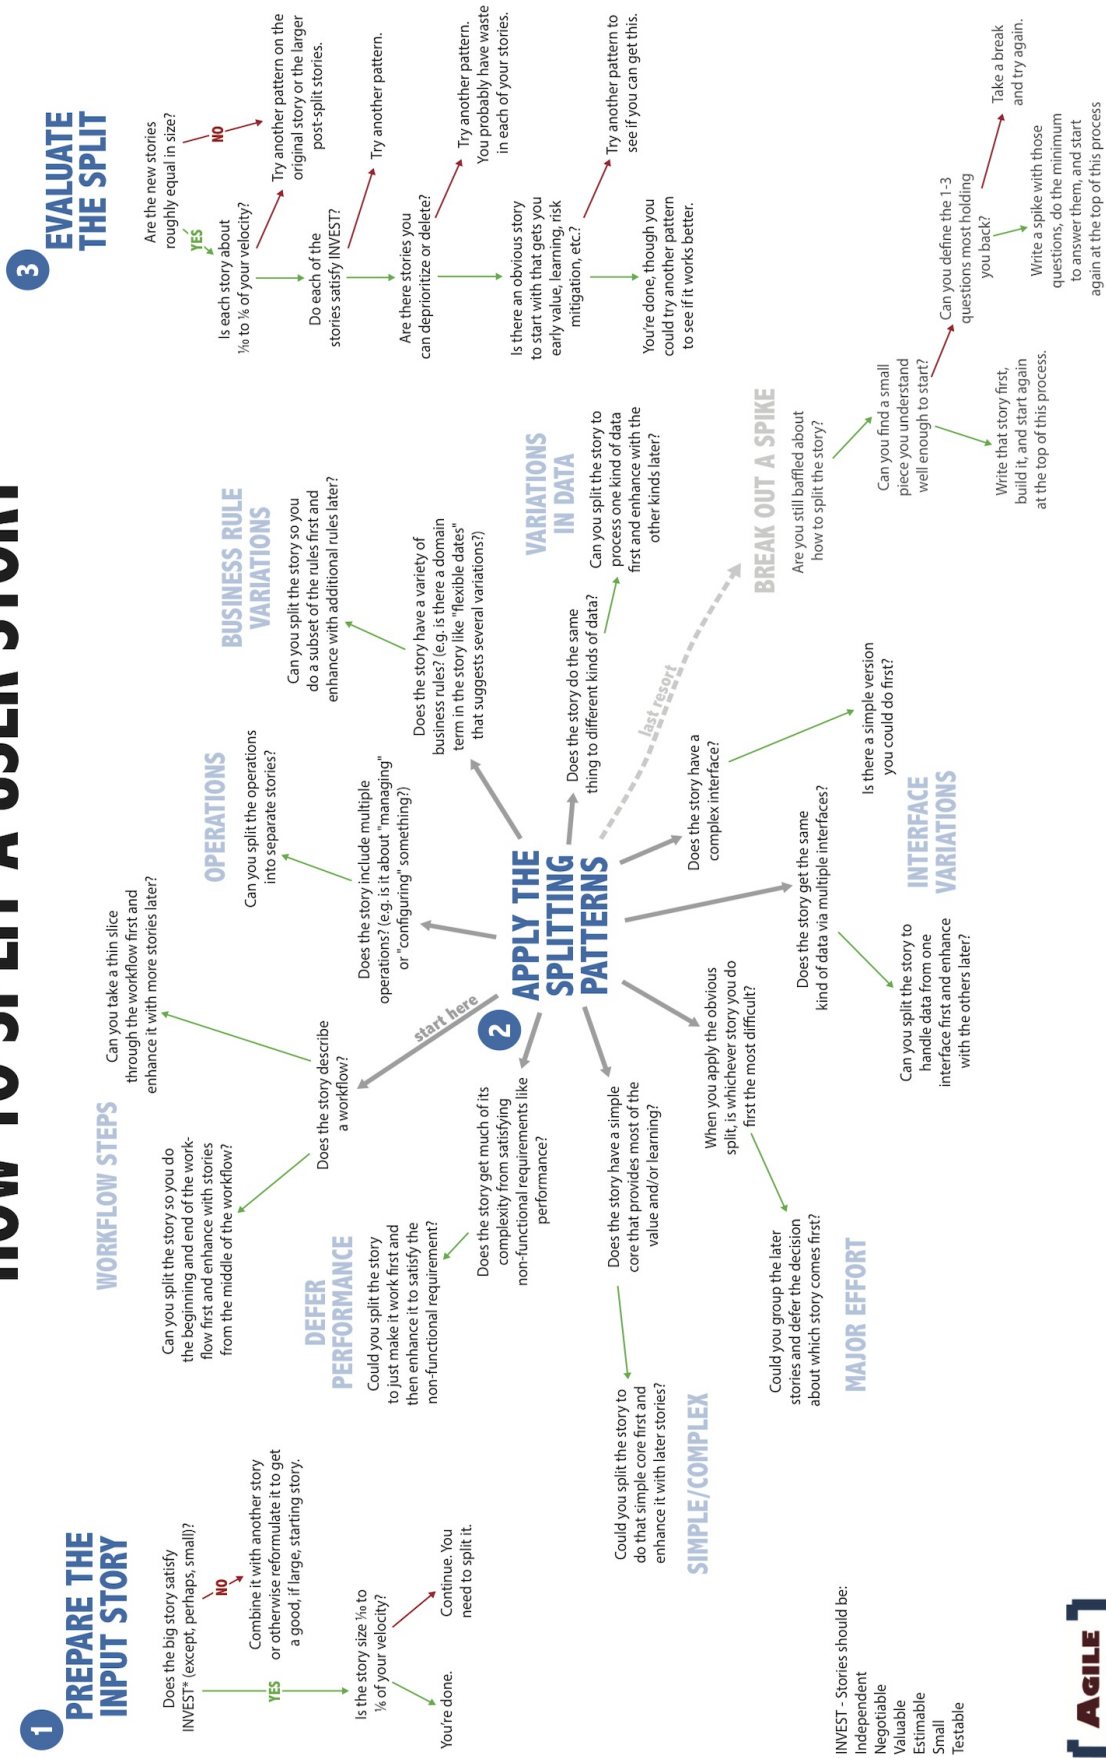 HOW TO SPLIT A USER STORY
1
PREPARE THE
INPUT STORY
Does the big story satisfy
INVEST* (except, perhaps, small)?
YES
NO
Combine it with another story
or otherwise reformulate it to get
a good, if large, starting story.
Is the story size 1⁄10 to
1⁄6 of your velocity?
You're done.
Continue. You
need to split it.
2
APPLY THE
SPLITTING
PATTERNS
start here
WORKFLOW STEPS
Can you split the story so you do
the beginning and end of the work-
flow first and enhance with stories
from the middle of the workflow?
Can you take a thin slice
through the workflow first and
enhance it with more stories later?
Does the story describe
a workflow?
OPERATIONS
Can you split the operations
into separate stories?
Does the story include multiple
operations? (e.g. is it about "managing"
or "configuring" something?)
BUSINESS RULE
VARIATIONS
Can you split the story so you
do a subset of the rules first and
enhance with additional rules later?
Does the story have a variety of
business rules? (e.g. is there a domain
term in the story like "flexible dates"
that suggests several variations?)
VARIATIONS
IN DATA
Can you split the story to
process one kind of data
first and enhance with the
other kinds later?
Does the story do the same
thing to different kinds of data?
last resort
BREAK OUT A SPIKE
Are you still baffled about
how to split the story?
Can you find a small
piece you understand
well enough to start?
Write that story first,
build it, and start again
at the top of this process.
Can you define the 1-3
questions most holding
you back?
Take a break
and try again.
Write a spike with those
questions, do the minimum
to answer them, and start
again at the top of this process
Does the story have a
complex interface?
Is there a simple version
you could do first?
INTERFACE
VARIATIONS
Does the story get the same
kind of data via multiple interfaces?
Can you split the story to
handle data from one
interface first and enhance
with the others later?
When you apply the obvious
split, is whichever story you do
first the most difficult?
Could you group the later
stories and defer the decision
about which story comes first?
MAJOR EFFORT
Does the story have a simple
core that provides most of the
value and/or learning?
Could you split the story to
do that simple core first and
enhance it with later stories?
SIMPLE/COMPLEX
Does the story get much of its
complexity from satisfying
non-functional requirements like
performance?
DEFER
PERFORMANCE
Could you split the story
to just make it work first and
then enhance it to satisfy the
non-functional requirement?
3
EVALUATE
THE SPLIT
Are the new stories
roughly equal in size?
YES
NO
Is each story about
1⁄10 to 1⁄6 of your velocity?
Try another pattern on the
original story or the larger
post-split stories.
Do each of the
stories satisfy INVEST?
Try another pattern.
Are there stories you
can deprioritize or delete?
Try another pattern.
You probably have waste
in each of your stories.
Is there an obvious story
to start with that gets you
early value, learning, risk
mitigation, etc.?
Try another pattern to
see if you can get this.
You're done, though you
could try another pattern
to see if it works better.
INVEST - Stories should be:
Independent
Negotiable
Valuable
Estimable
Small
Testable
AGILE